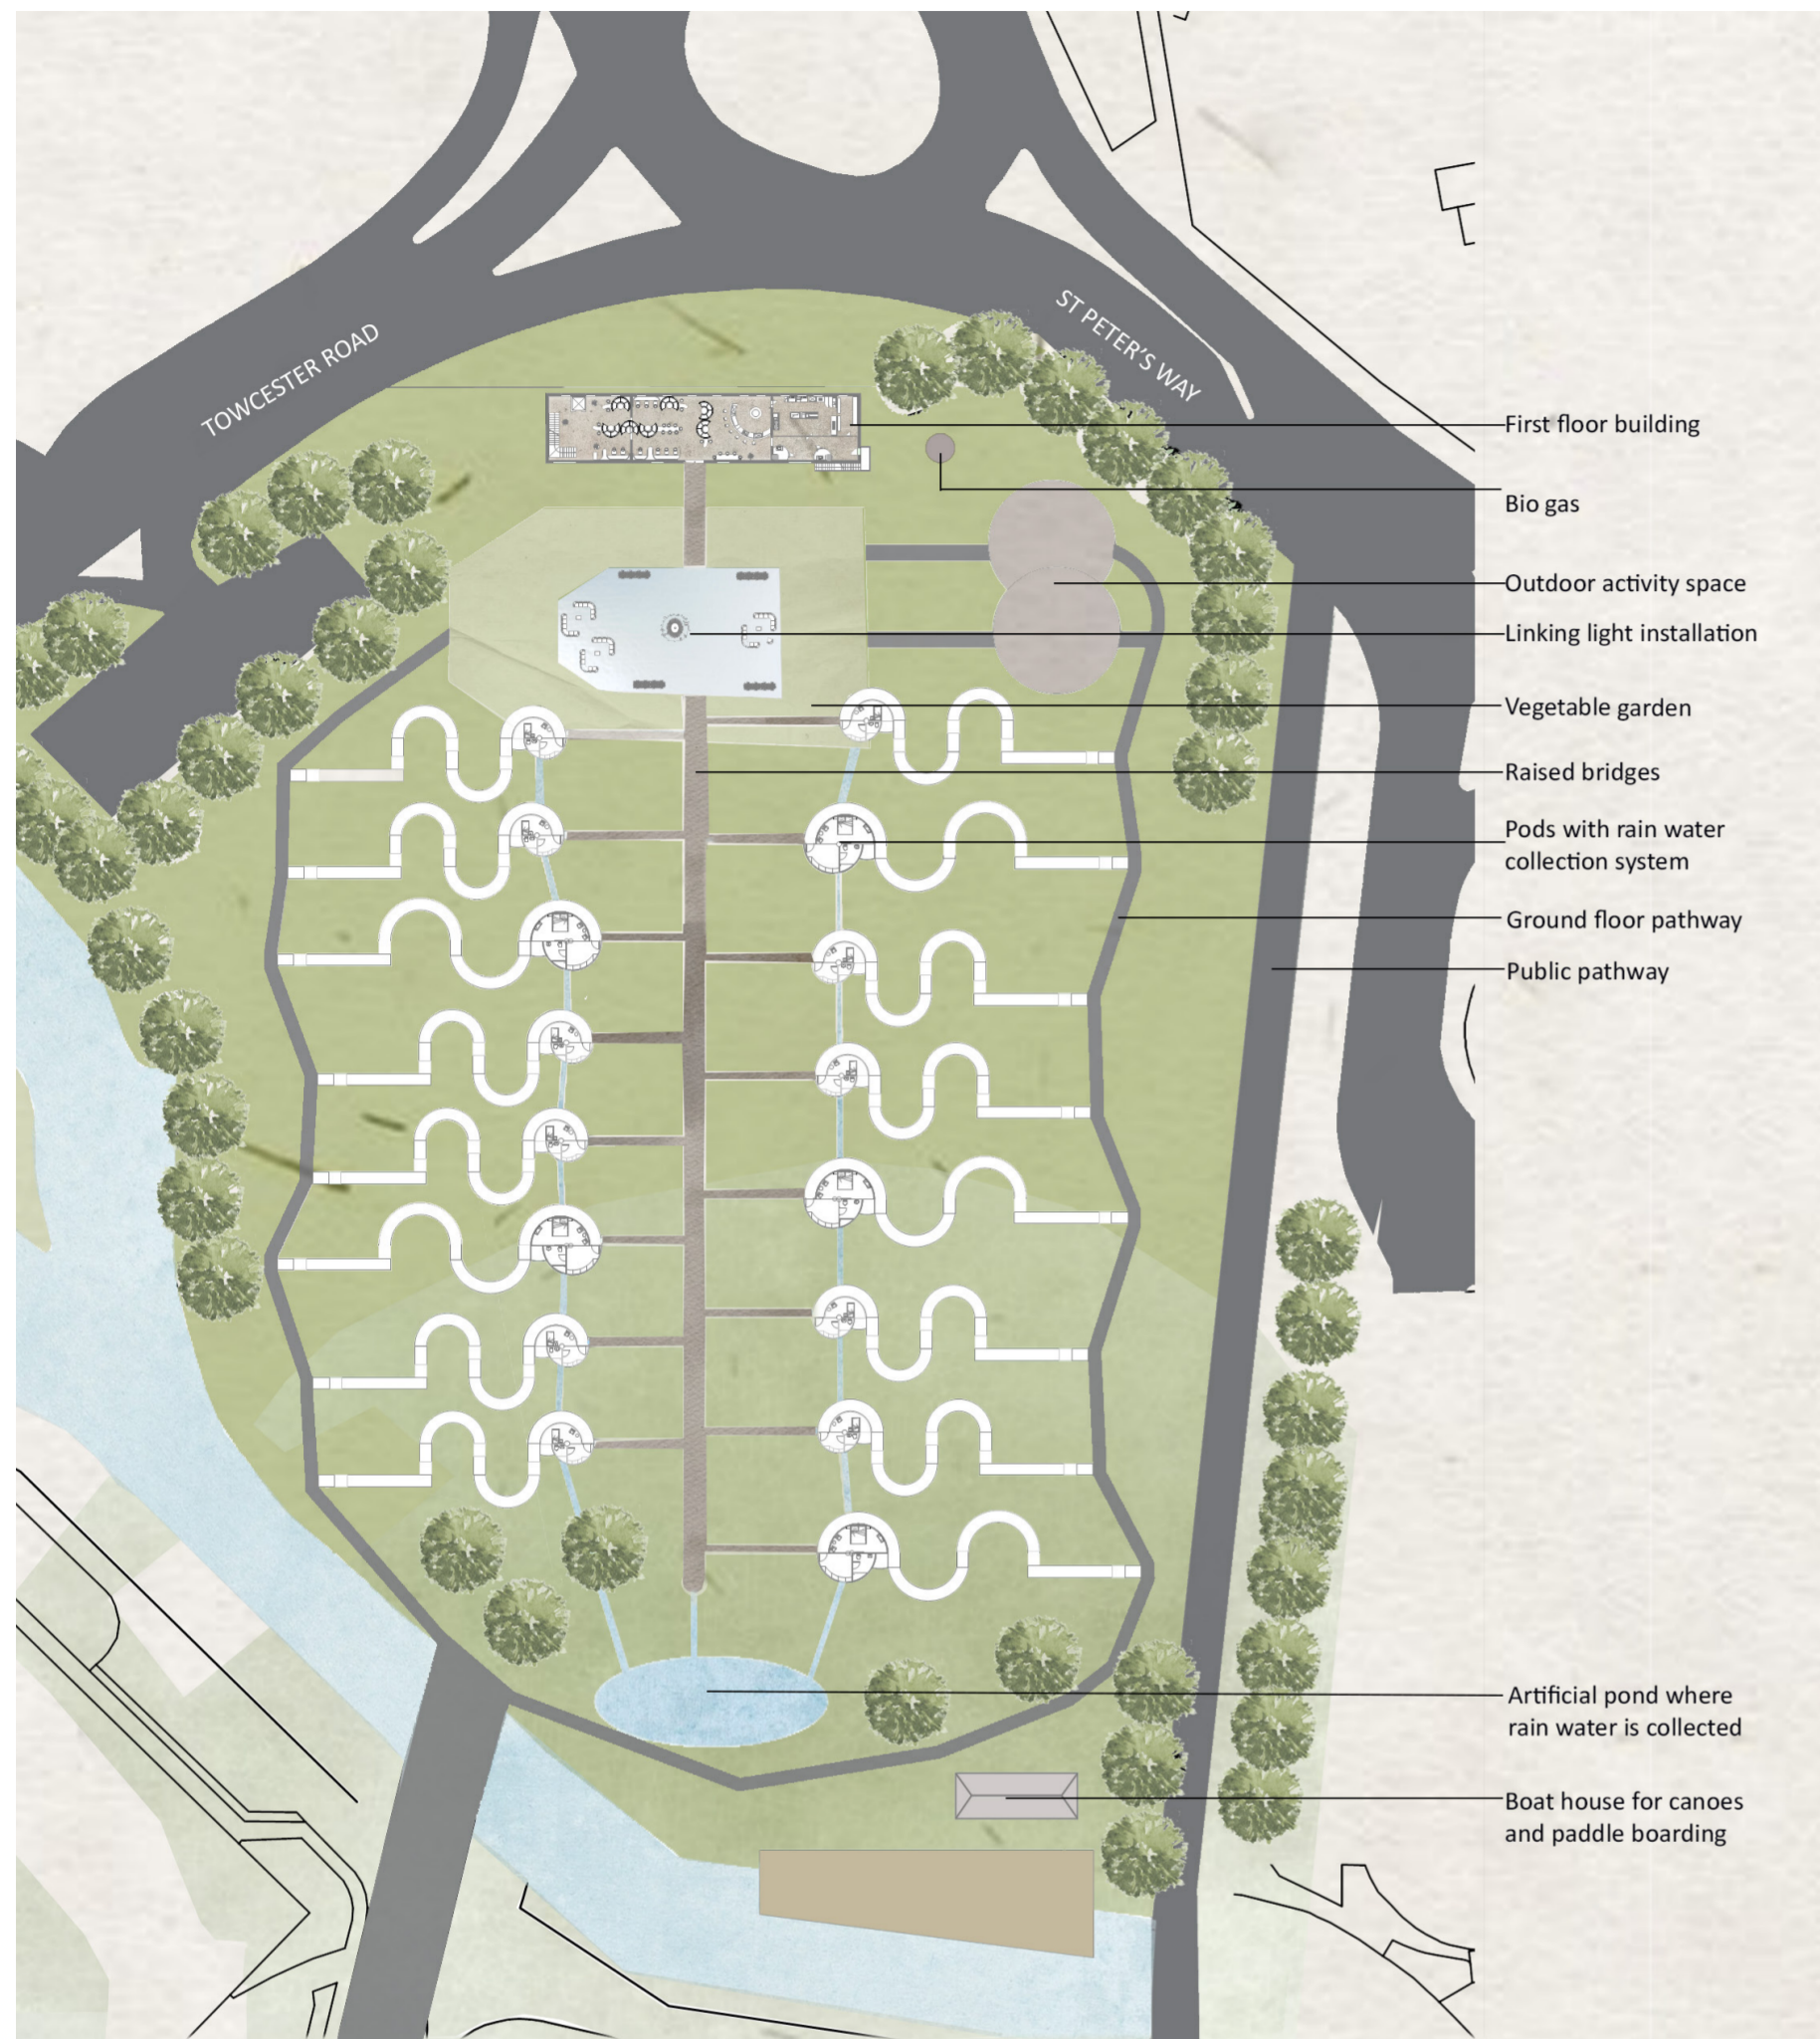 TOWCESTER ROAD
ST PETER'S WAY
First floor building
Bio gas
Outdoor activity space
Linking light installation
Vegetable garden
Raised bridges
Pods with rain water
collection system
Ground floor pathway
Public pathway
Artificial pond where
rain water is collected
Boat house for canoes
and paddle boarding